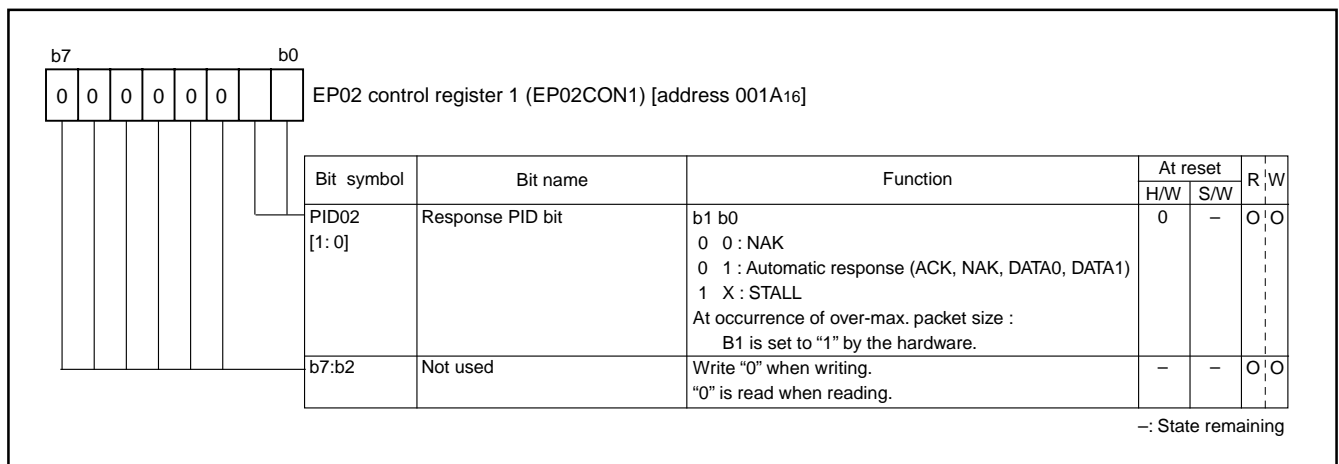 b7 b0
0 0 0 0 0 0
EP02 control register 1 (EP02CON1) [address 001A16]
Bit symbol Bit name Function At reset R W
H/W S/W
PID02 Response PID bit b1 b0 0 – O O
[1: 0] 0 0 : NAK
0 1 : Automatic response (ACK, NAK, DATA0, DATA1)
1 X : STALL
At occurrence of over-max. packet size :
B1 is set to “1” by the hardware.
b7:b2 Not used Write “0” when writing. – – O O
“0” is read when reading.
–: State remaining